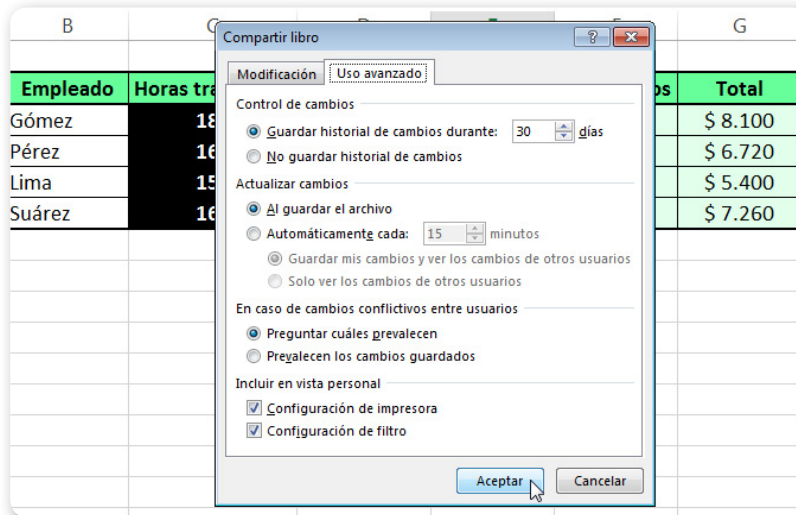 B G
Compartir libro
Modificación Uso avanzado
Empleado Horas tra Total
Gómez 18 $ 8.100
Pérez 16 $ 6.720
Lima 15 $ 5.400
Suárez 16 $ 7.260
Control de cambios
Guardar historial de cambios durante: 30 días
No guardar historial de cambios
Actualizar cambios
Al guardar el archivo
Automáticamente cada: 15 minutos
Guardar mis cambios y ver los cambios de otros usuarios
Solo ver los cambios de otros usuarios
En caso de cambios conflictivos entre usuarios
Preguntar cuáles prevalecen
Prevalecen los cambios guardados
Incluir en vista personal
Configuración de impresora
Configuración de filtro
Aceptar Cancelar